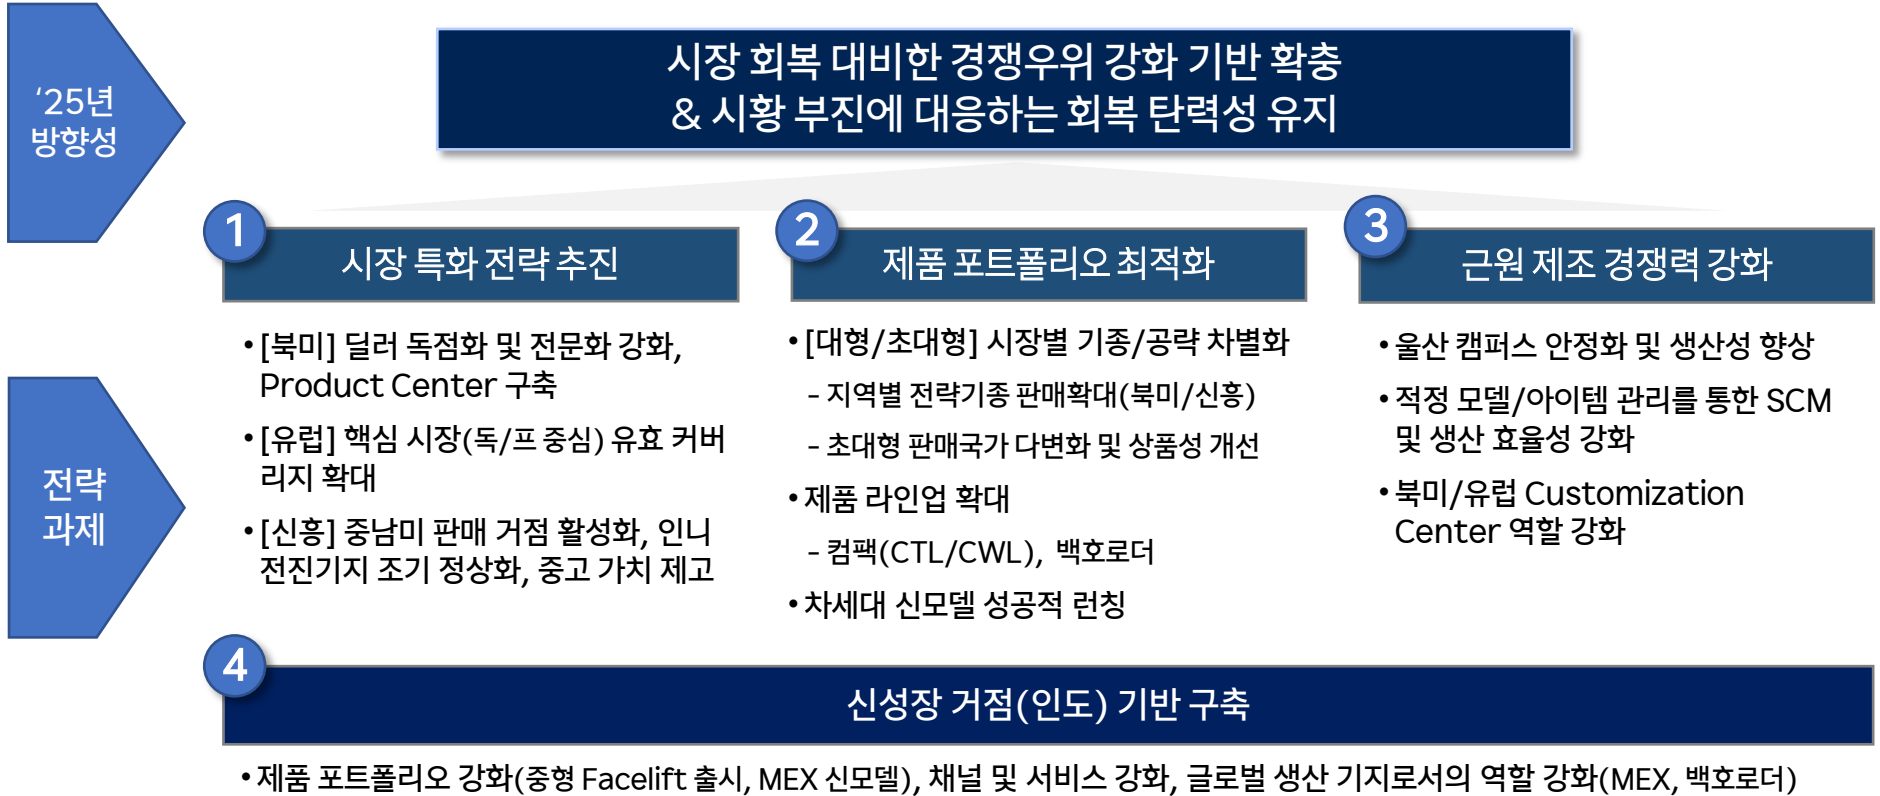 ‘25년
방향성
시장 회복 대비한 경쟁우위 강화 기반 확충
& 시황 부진에 대응하는 회복 탄력성 유지
전략
과제
1
시장 특화 전략 추진
•[북미] 딜러 독점화 및 전문화 강화,
Product Center 구축
•[유럽] 핵심 시장(독/프 중심) 유효 커버
리지 확대
•[신흥] 중남미 판매 거점 활성화, 인니
전진기지 조기 정상화, 중고 가치 제고
2
제품 포트폴리오 최적화
•[대형/초대형] 시장별 기종/공략 차별화
- 지역별 전략기종 판매확대(북미/신흥)
- 초대형 판매국가 다변화 및 상품성 개선
•제품 라인업 확대
- 컴팩(CTL/CWL), 백호로더
•차세대 신모델 성공적 런칭
3
근원 제조 경쟁력 강화
•울산 캠퍼스 안정화 및 생산성 향상
•적정 모델/아이템 관리를 통한 SCM
및 생산 효율성 강화
•북미/유럽 Customization
Center 역할 강화
4
신성장 거점(인도) 기반 구축
•제품 포트폴리오 강화(중형 Facelift 출시, MEX 신모델), 채널 및 서비스 강화, 글로벌 생산 기지로서의 역할 강화(MEX, 백호로더)